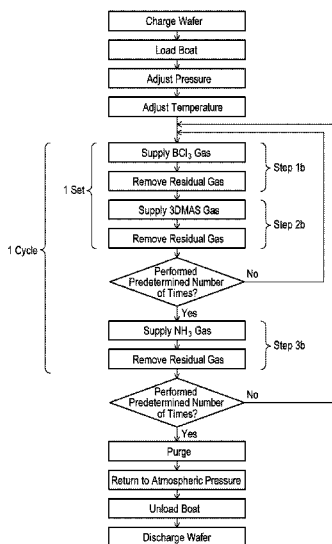 Charge Wafer
Load Boat
Adjust Pressure
Adjust Temperature
Supply BCl₃ Gas
Step 1b
Remove Residual Gas
1 Set
Supply 3DMAS Gas
Step 2b
Remove Residual Gas
1 Cycle
Performed
Predetermined Number
of Times?
No
Yes
Supply NH₃ Gas
Step 3b
Remove Residual Gas
Performed
Predetermined Number
of Times?
No
Yes
Purge
Return to Atmospheric Pressure
Unload Boat
Discharge Wafer